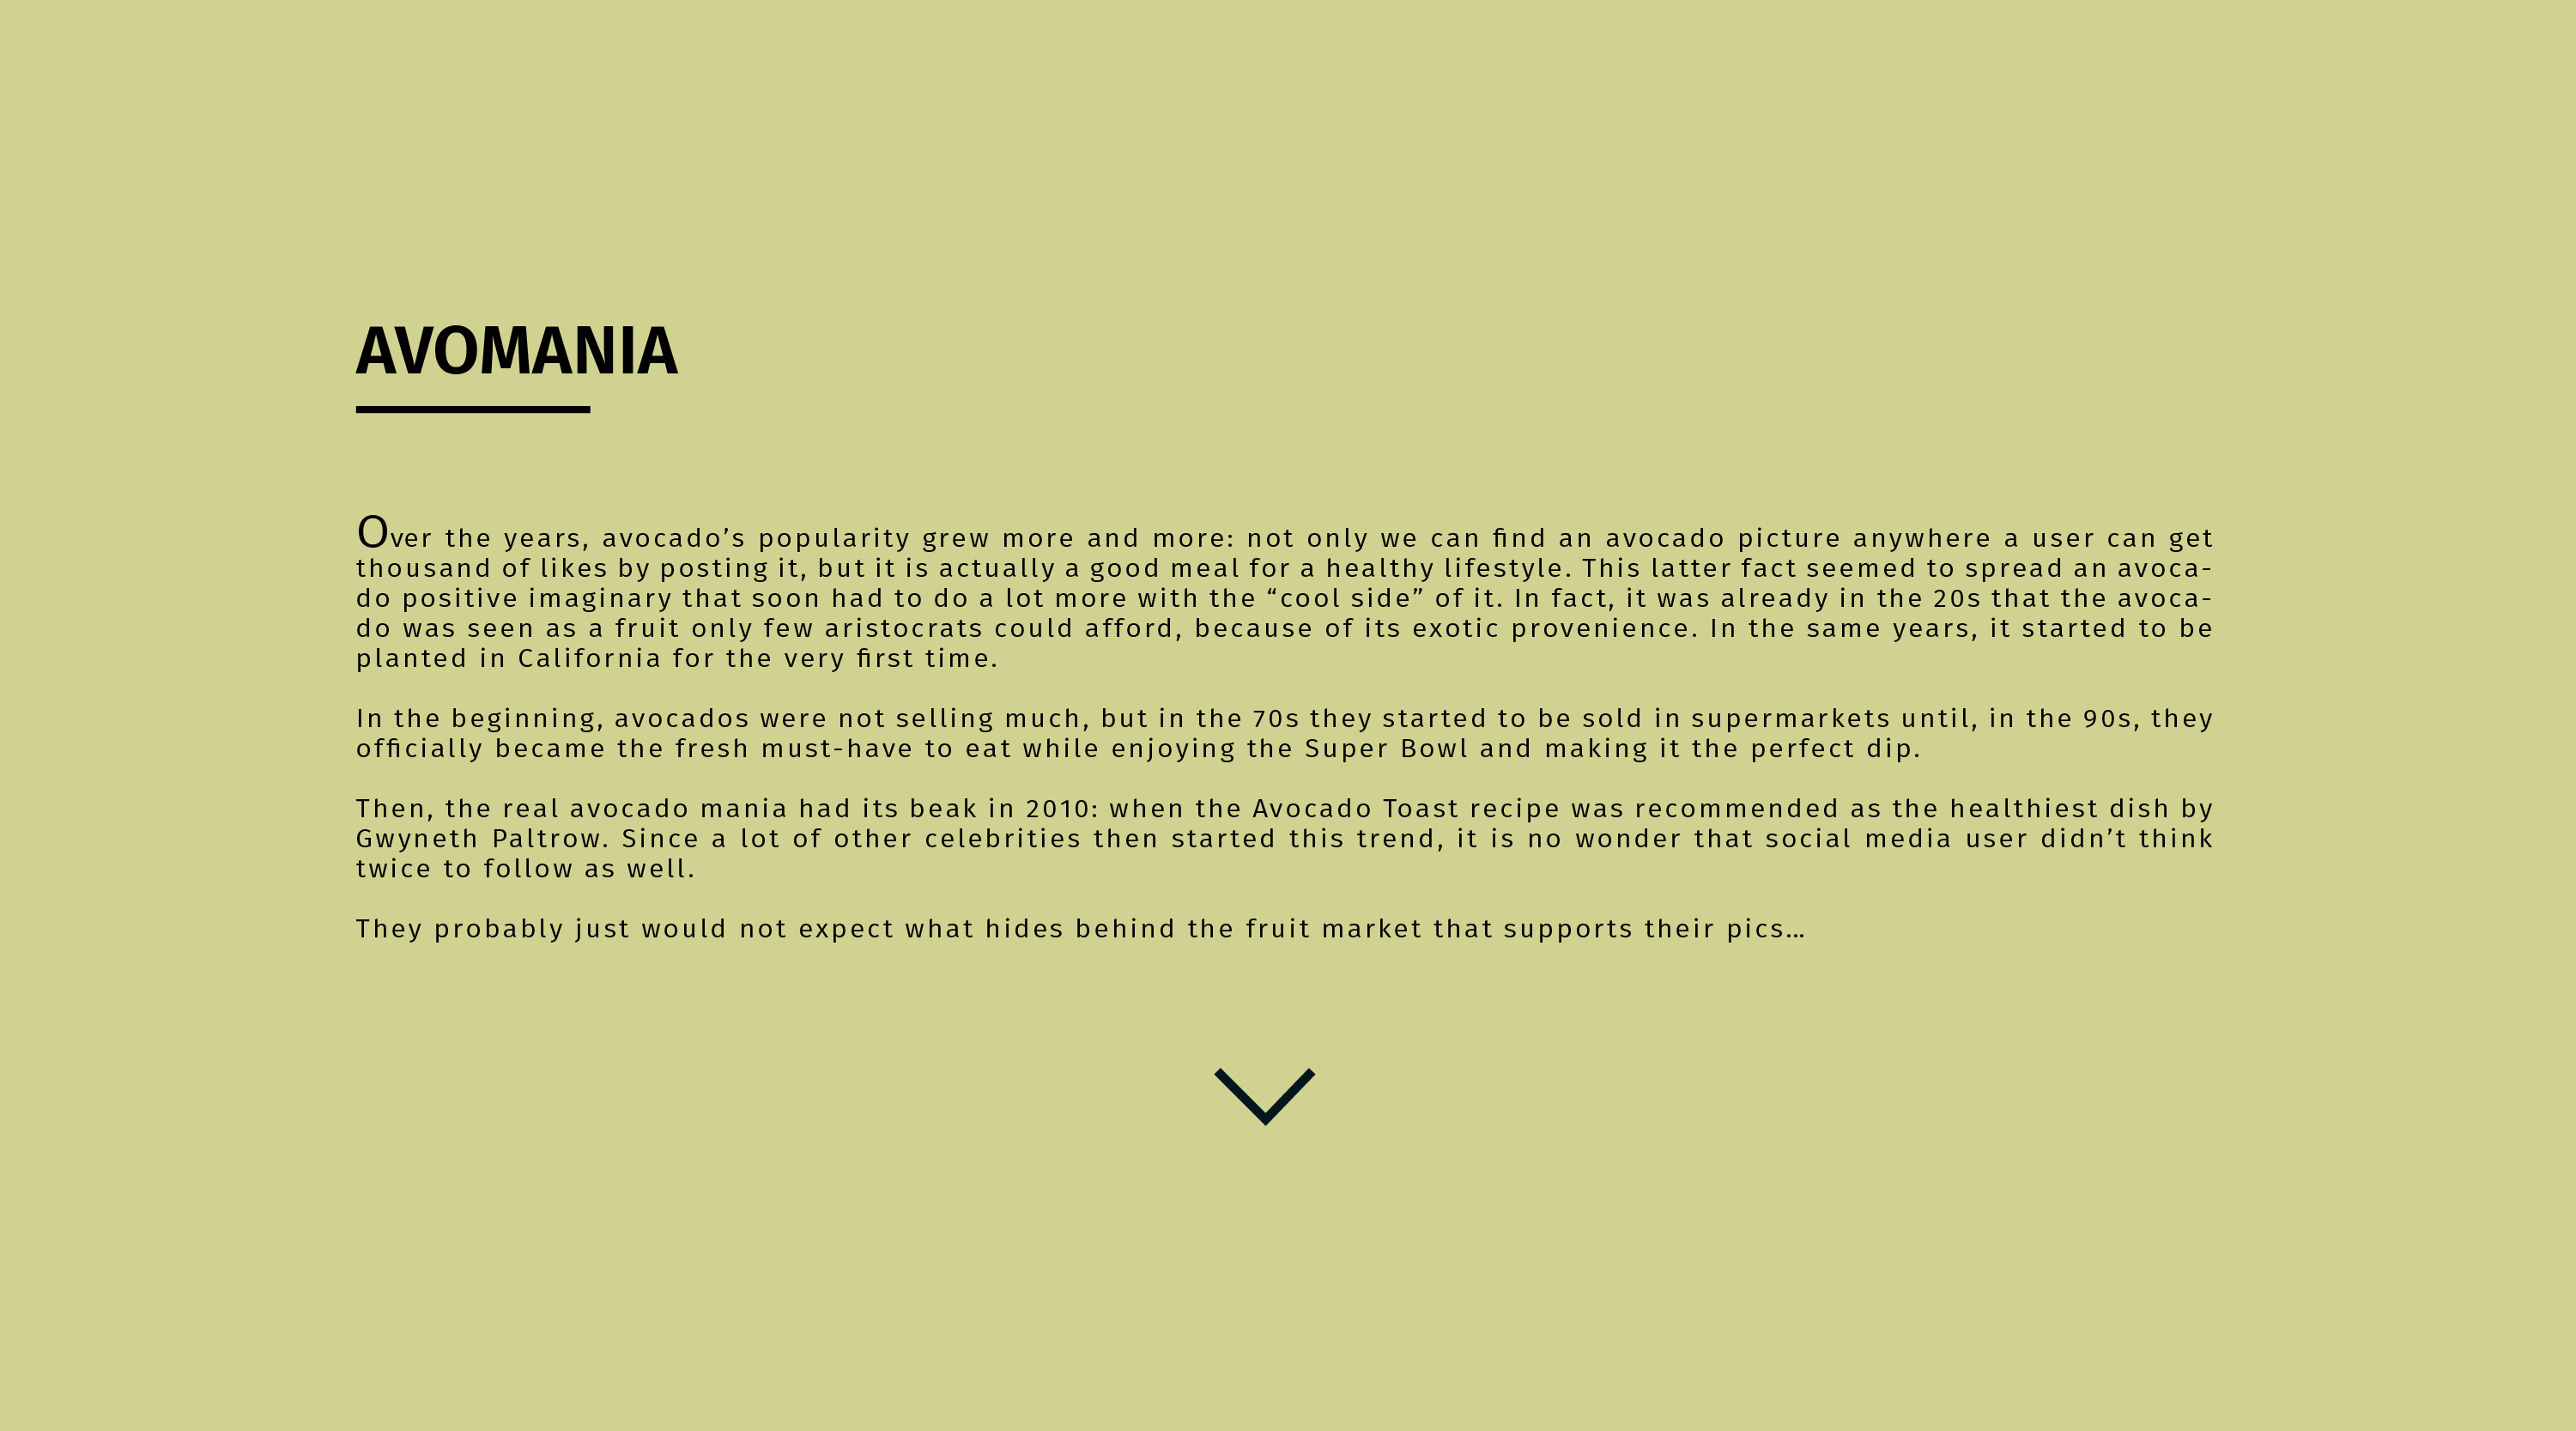 AVOMANIA
Over the years, avocado’s popularity grew more and more: not only we can find an avocado picture anywhere a user can get
thousand of likes by posting it, but it is actually a good meal for a healthy lifestyle. This latter fact seemed to spread an avoca-
do positive imaginary that soon had to do a lot more with the “cool side” of it. In fact, it was already in the 20s that the avoca-
do was seen as a fruit only few aristocrats could afford, because of its exotic provenience. In the same years, it started to be
planted in California for the very first time.
In the beginning, avocados were not selling much, but in the 70s they started to be sold in supermarkets until, in the 90s, they
officially became the fresh must-have to eat while enjoying the Super Bowl and making it the perfect dip.
Then, the real avocado mania had its beak in 2010: when the Avocado Toast recipe was recommended as the healthiest dish by
Gwyneth Paltrow. Since a lot of other celebrities then started this trend, it is no wonder that social media user didn’t think
twice to follow as well.
They probably just would not expect what hides behind the fruit market that supports their pics…